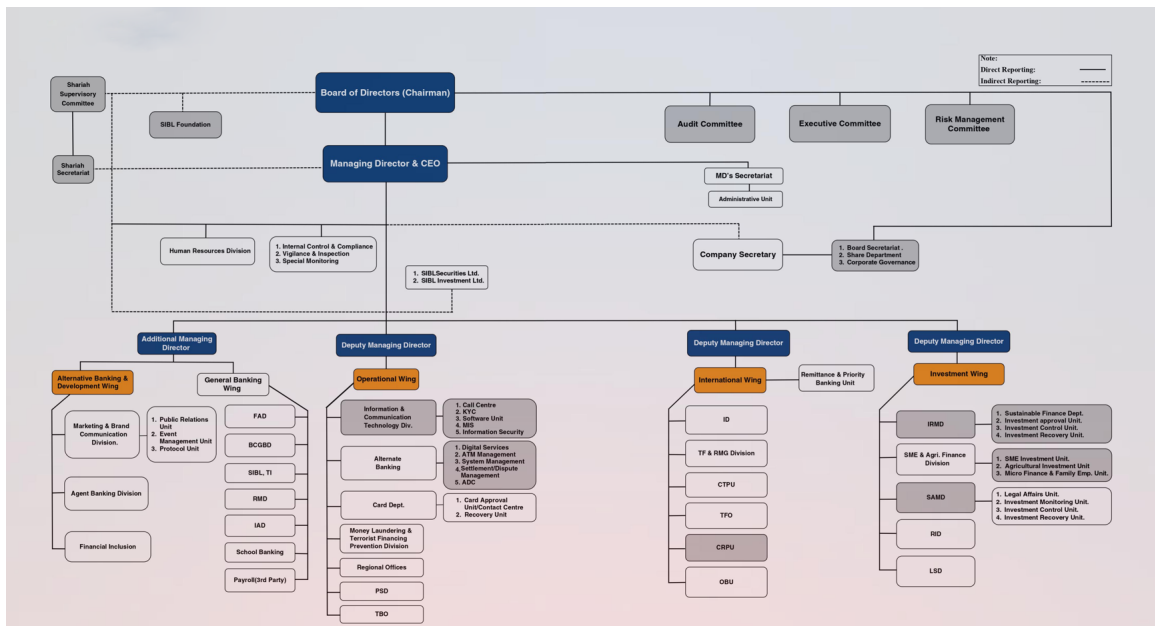 Note:
Direct Reporting:
Indirect Reporting:
Shariah
Supervisory
Committee
SIBL Foundation
Board of Directors (Chairman)
Audit Committee
Executive Committee
Risk Management
Committee
Shariah
Secretariat
Managing Director & CEO
MD's Secretariat
Administrative Unit
Human Resources Division
1. Internal Control & Compliance
2. Vigilance & Inspection
3. Special Monitoring
Company Secretary
1. Board Secretariat .
2. Share Department
3. Corporate Governance
1. SIBLSecurities Ltd.
2. SIBL Investment Ltd.
Additional Managing
Director
Deputy Managing Director
Deputy Managing Director
Deputy Managing Director
Alternative Banking &
Development Wing
General Banking
Wing
Operational Wing
International Wing
Remittance & Priority
Banking Unit
Investment Wing
Marketing & Brand
Communication
Division.
1. Public Relations
Unit
2. Event
Management Unit
3. Protocol Unit
Agent Banking Division
Financial Inclusion
FAD
BCGBD
SIBL, TI
RMD
IAD
School Banking
Payroll(3rd Party)
Information &
Communication
Technology Div.
1. Call Centre
2. KYC
3. Software Unit
4. MIS
5. Information Security
Alternate
Banking
1. Digital Services
2. ATM Management
3. System Management
4.Settlement/Dispute
Management
5. ADC
Card Dept.
1. Card Approval
Unit/Contact Centre
2. Recovery Unit
Money Laundering &
Terrorist Financing
Prevention Division
Regional Offices
PSD
TBO
ID
TF & RMG Division
CTPU
TFO
CRPU
OBU
IRMD
1. Sustainable Finance Dept.
2. Investment approval Unit.
3. Investment Control Unit.
4. Investment Recovery Unit.
SME & Agri. Finance
Division
1. SME Investment Unit.
2. Agricultural Investment Unit
3. Micro Finance & Family Emp. Unit.
SAMD
1. Legal Affairs Unit.
2. Investment Monitoring Unit.
3. Investment Control Unit.
4. Investment Recovery Unit.
RID
LSD